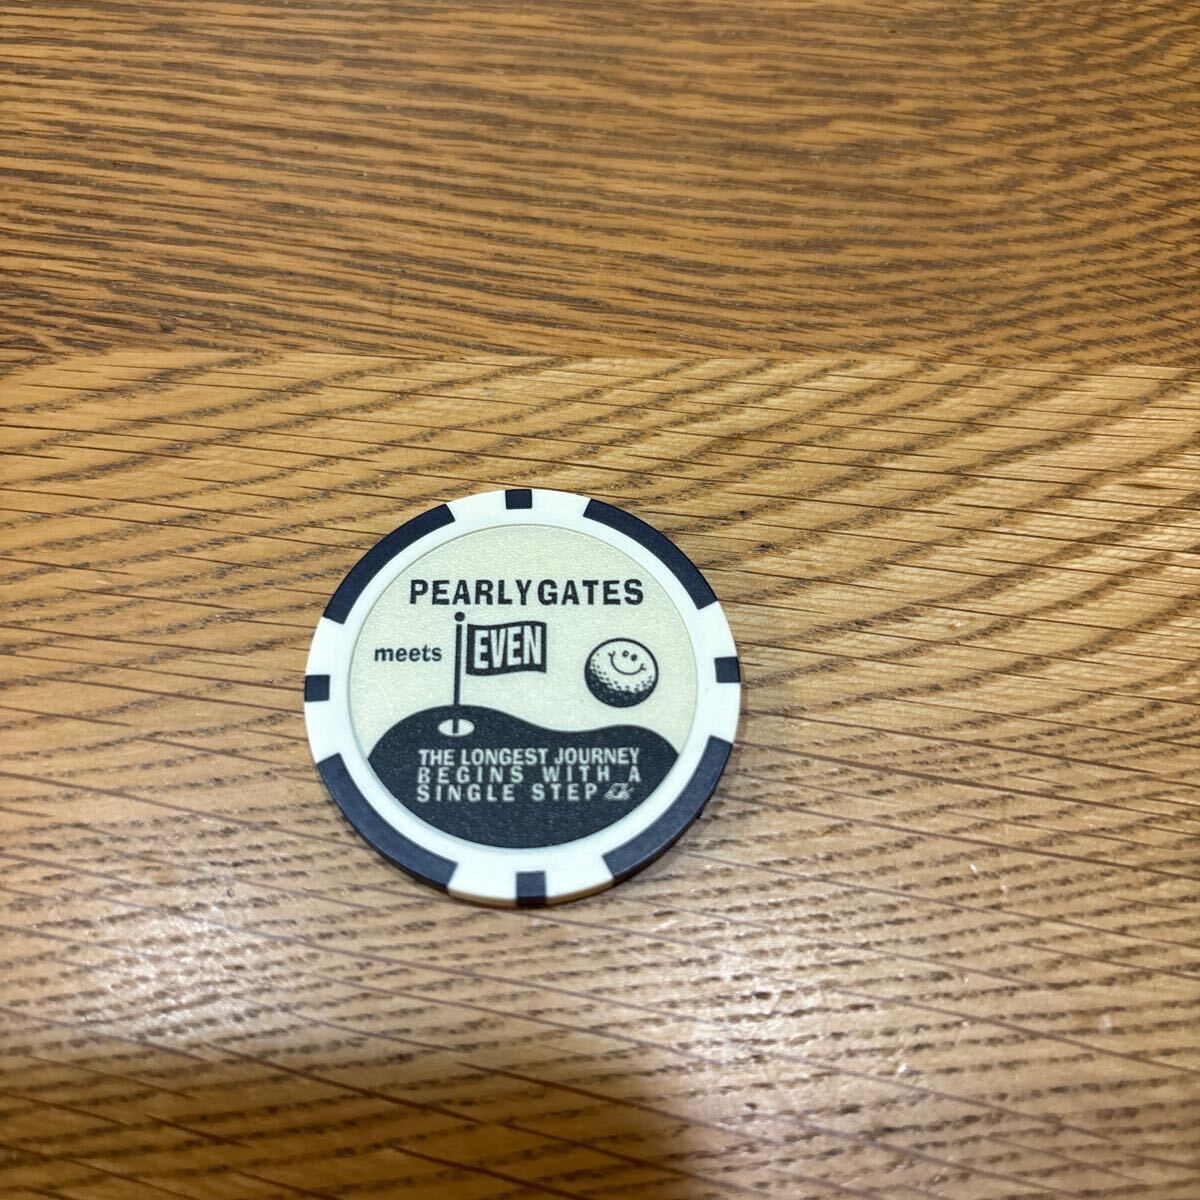 PEARLY GATES
meets EVEN
THE LONGEST JOURNEY
BEGINS WITH A
SINGLE STEP